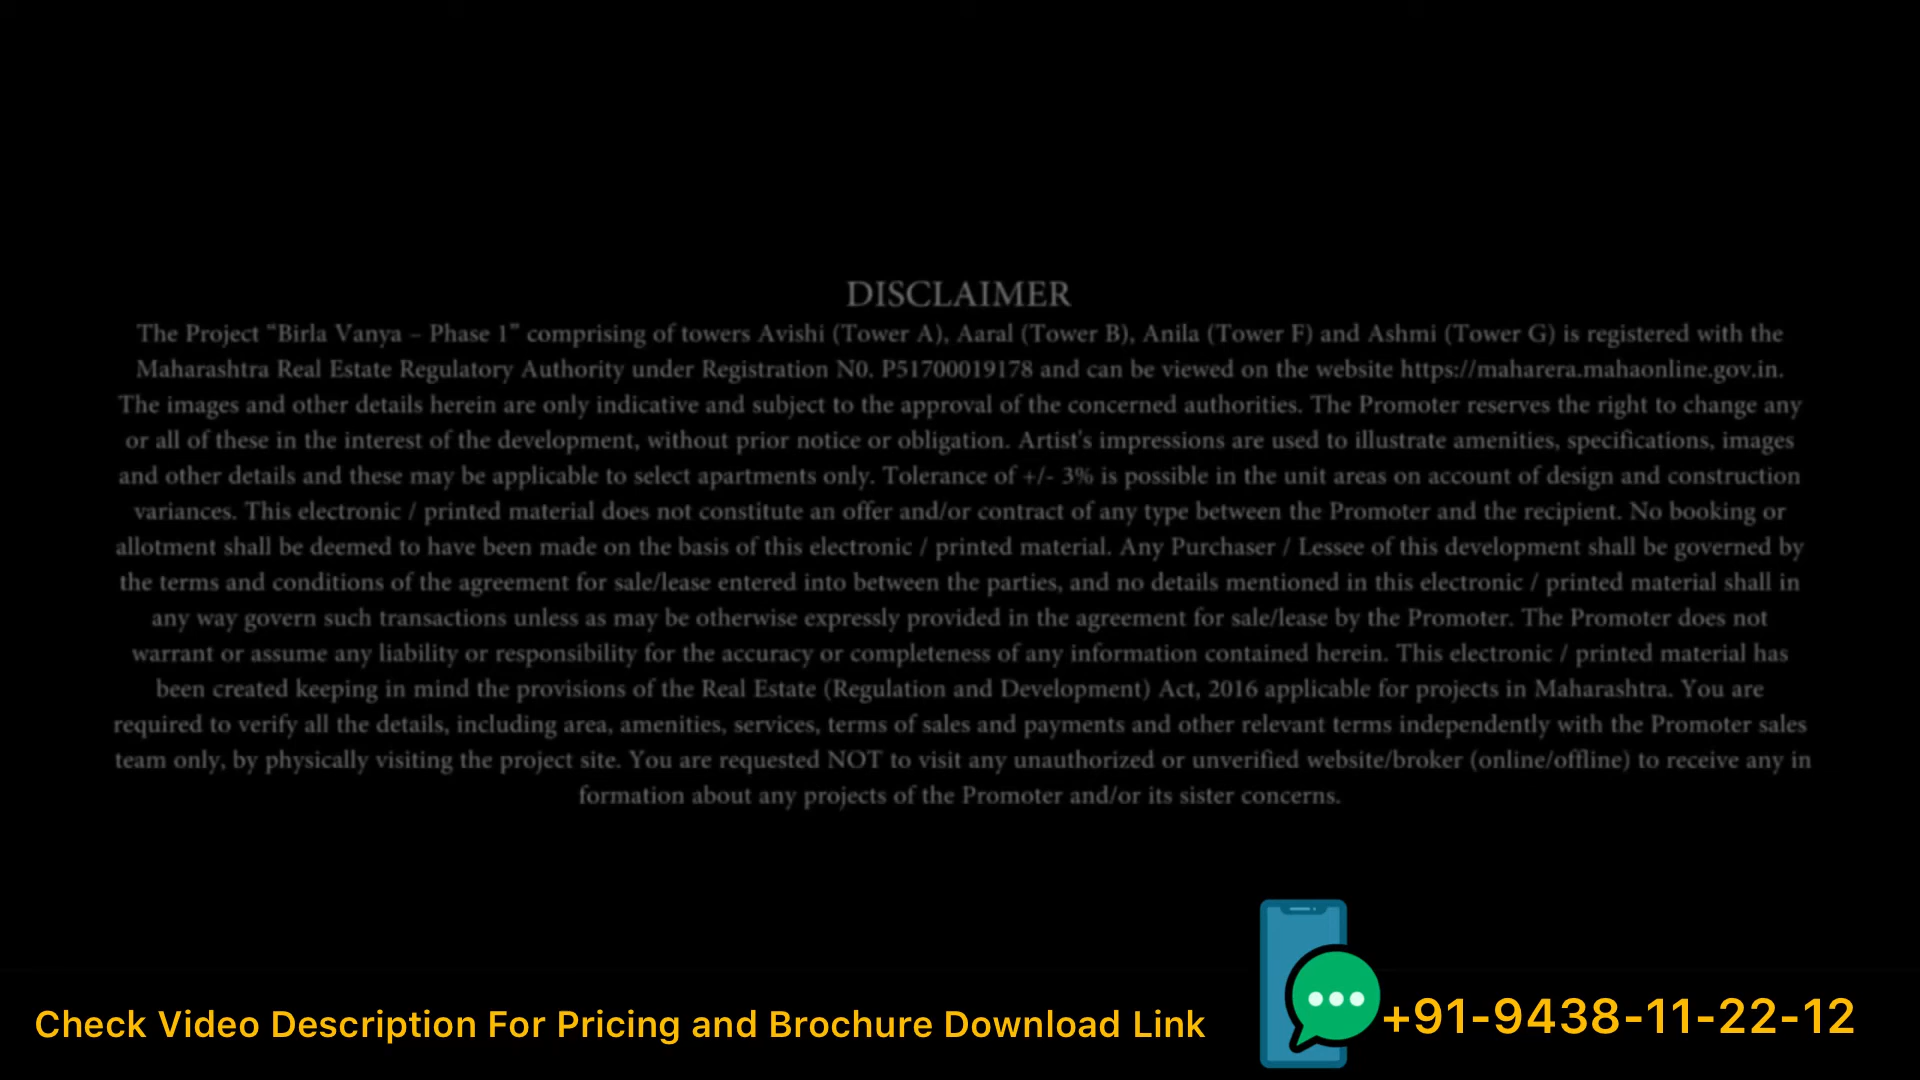 DISCLAIMER
The Project “Birla Vanya – Phase 1” comprising of towers Avishi (Tower A), Aaral (Tower B), Anila (Tower F) and Ashmi (Tower G) is registered with the
Maharashtra Real Estate Regulatory Authority under Registration N0. P51700019178 and can be viewed on the website https://maharera.mahaonline.gov.in.
The images and other details herein are only indicative and subject to the approval of the concerned authorities. The Promoter reserves the right to change any
or all of these in the interest of the development, without prior notice or obligation. Artist's impressions are used to illustrate amenities, specifications, images
and other details and these may be applicable to select apartments only. Tolerance of +/- 3% is possible in the unit areas on account of design and construction
variances. This electronic / printed material does not constitute an offer and/or contract of any type between the Promoter and the recipient. No booking or
allotment shall be deemed to have been made on the basis of this electronic / printed material. Any Purchaser / Lessee of this development shall be governed by
the terms and conditions of the agreement for sale/lease entered into between the parties, and no details mentioned in this electronic / printed material shall in
any way govern such transactions unless as may be otherwise expressly provided in the agreement for sale/lease by the Promoter. The Promoter does not
warrant or assume any liability or responsibility for the accuracy or completeness of any information contained herein. This electronic / printed material has
been created keeping in mind the provisions of the Real Estate (Regulation and Development) Act, 2016 applicable for projects in Maharashtra. You are
required to verify all the details, including area, amenities, services, terms of sales and payments and other relevant terms independently with the Promoter sales
team only, by physically visiting the project site. You are requested NOT to visit any unauthorized or unverified website/broker (online/offline) to receive any in
formation about any projects of the Promoter and/or its sister concerns.
Check Video Description For Pricing and Brochure Download Link
+91-9438-11-22-12